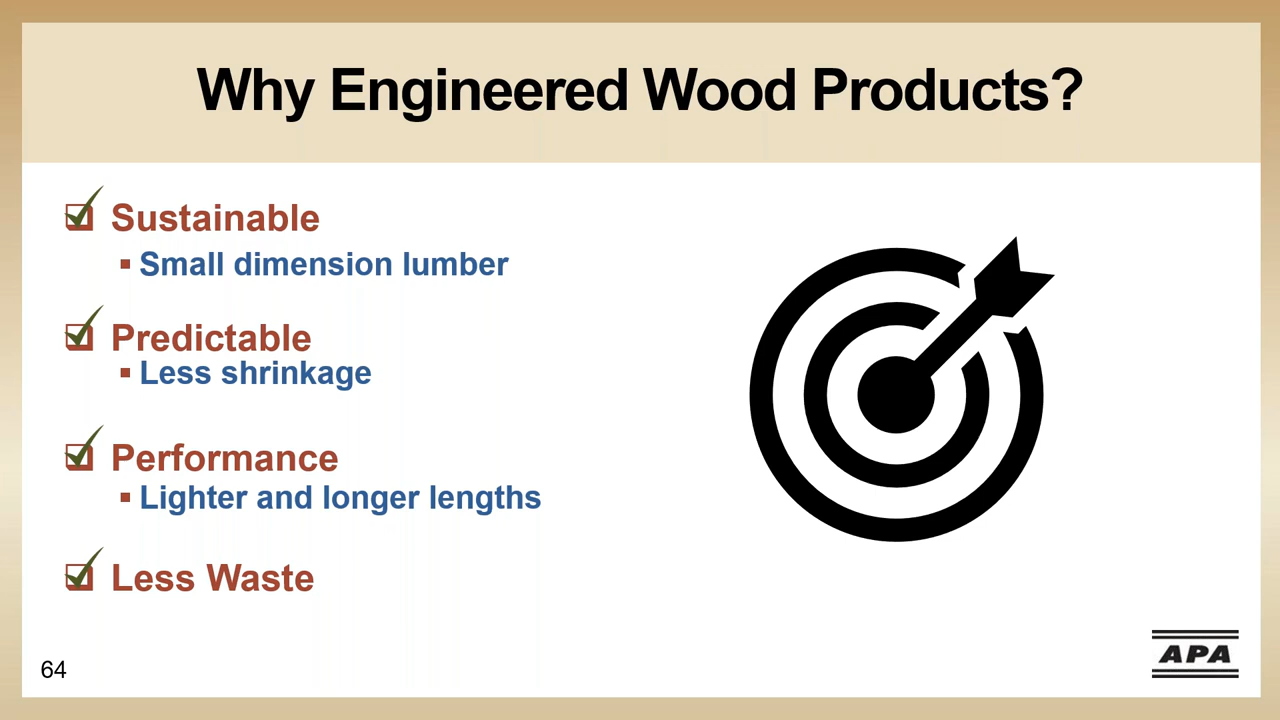 Why Engineered Wood Products?
Sustainable
Small dimension lumber
Predictable
Less shrinkage
Performance
Lighter and longer lengths
Less Waste
64
APA